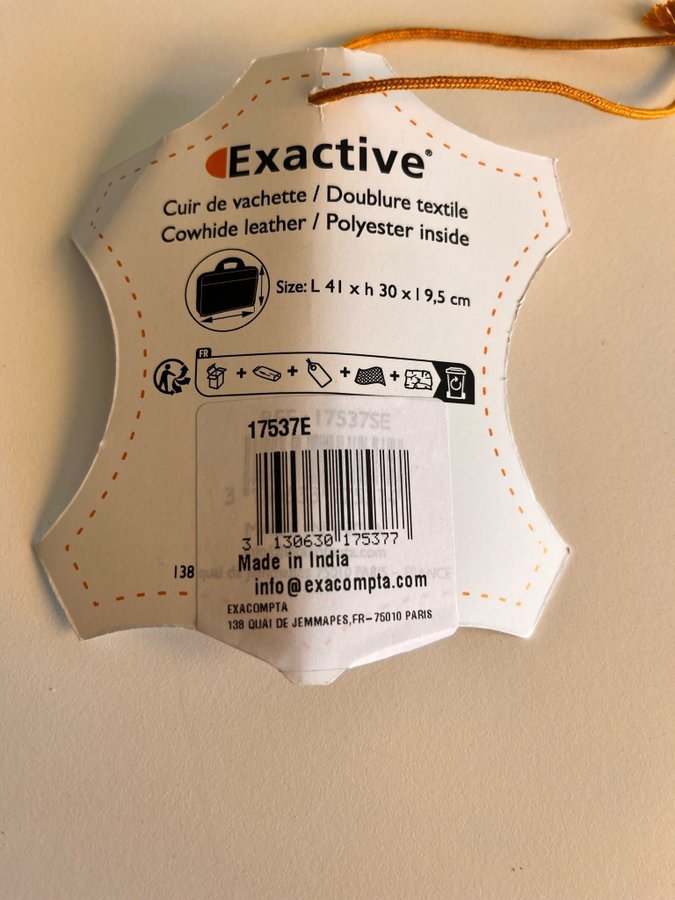 Exactive®
Cuir de vachette / Doublure textile
Cowhide leather / Polyester inside
Size: L 41 x h 30 x l 9,5 cm
FR
+ + + +
17537SE
17537E
3 130630 175377
Made in India
info@exacompta.com
138
EXACOMPTA
138 QUAI DE JEMMAPES,FR-75010 PARIS